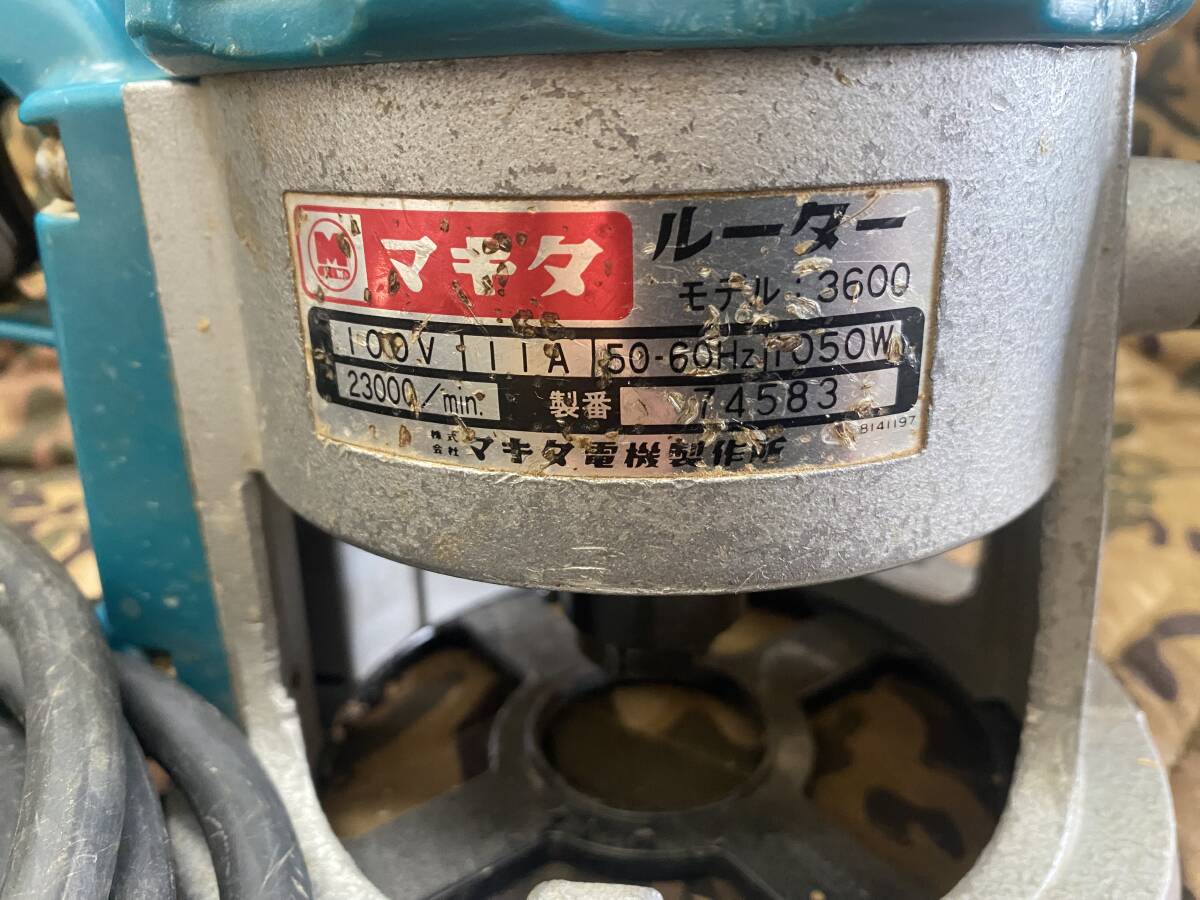 M マキタ ルーター
モデル：3600
100V 11A 50-60Hz 1050W
23000/min. 製番 74583
8141197
株式会社 マキタ電機製作所